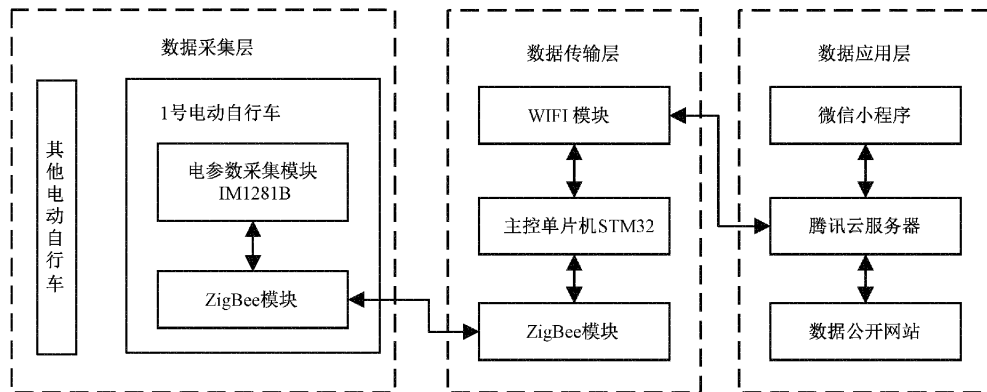 数据采集层
其他电动自行车
1号电动自行车
电参数采集模块
IM1281B
ZigBee模块
数据传输层
WIFI 模块
主控单片机STM32
ZigBee模块
数据应用层
微信小程序
腾讯云服务器
数据公开网站